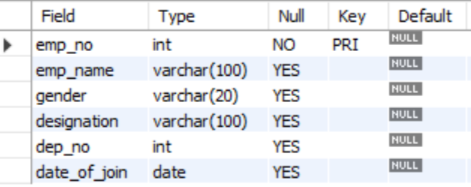 Field Type Null Key Default
emp_no int NO PRI NULL
emp_name varchar(100) YES NULL
gender varchar(20) YES NULL
designation varchar(100) YES NULL
dep_no int YES NULL
date_of_join date YES NULL